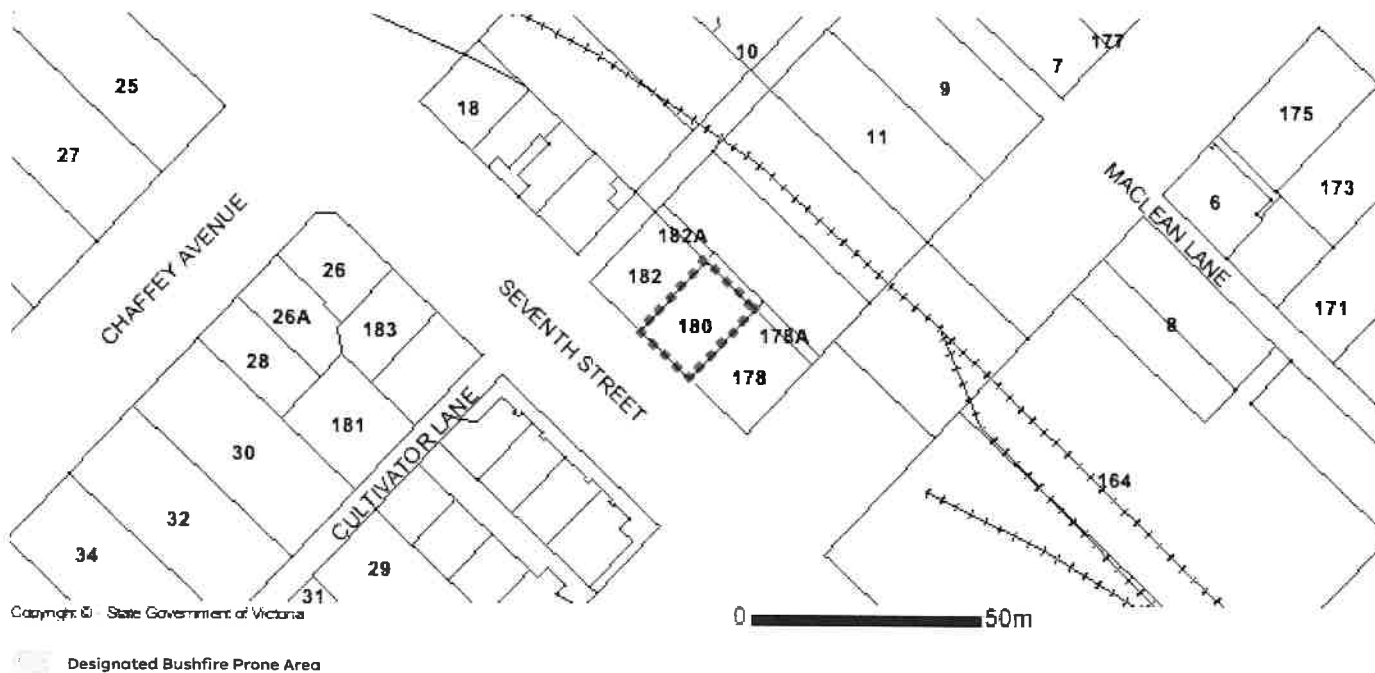 177
10
7
9
25
175
18
11
27
173
6
MACLEAN LANE
CHAFFEY AVENUE
182A
26
182
171
SEVENTH STREET
26A
183
180
178A
8
28
178
181
30
CULTIVATOR LANE
164
32
34
29
31
Copyright © - State Government of Victoria
0 50m
Designated Bushfire Prone Area